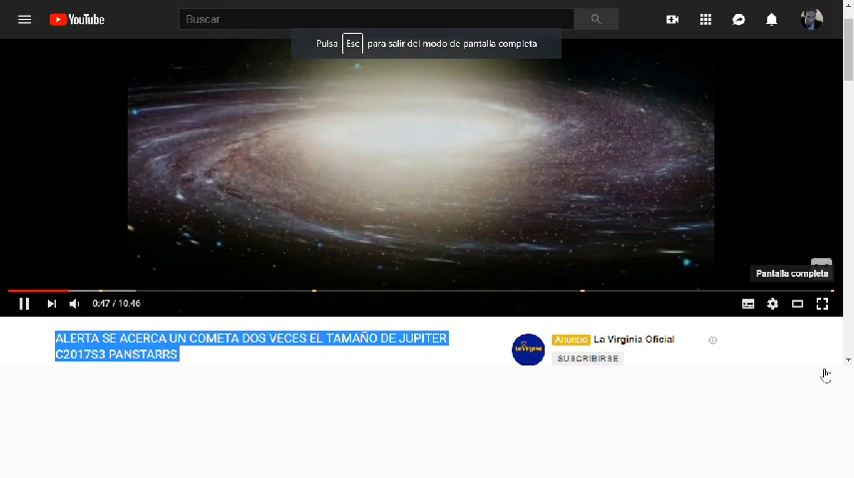 YouTube
Buscar
Pulsa Esc para salir del modo de pantalla completa
Pantalla completa
0:47 / 10:46
ALERTA SE ACERCA UN COMETA DOS VECES EL TAMAÑO DE JUPITER
C2017S3 PANSTARRS
Anuncio La Virginia Oficial
SUSCRIBIRSE